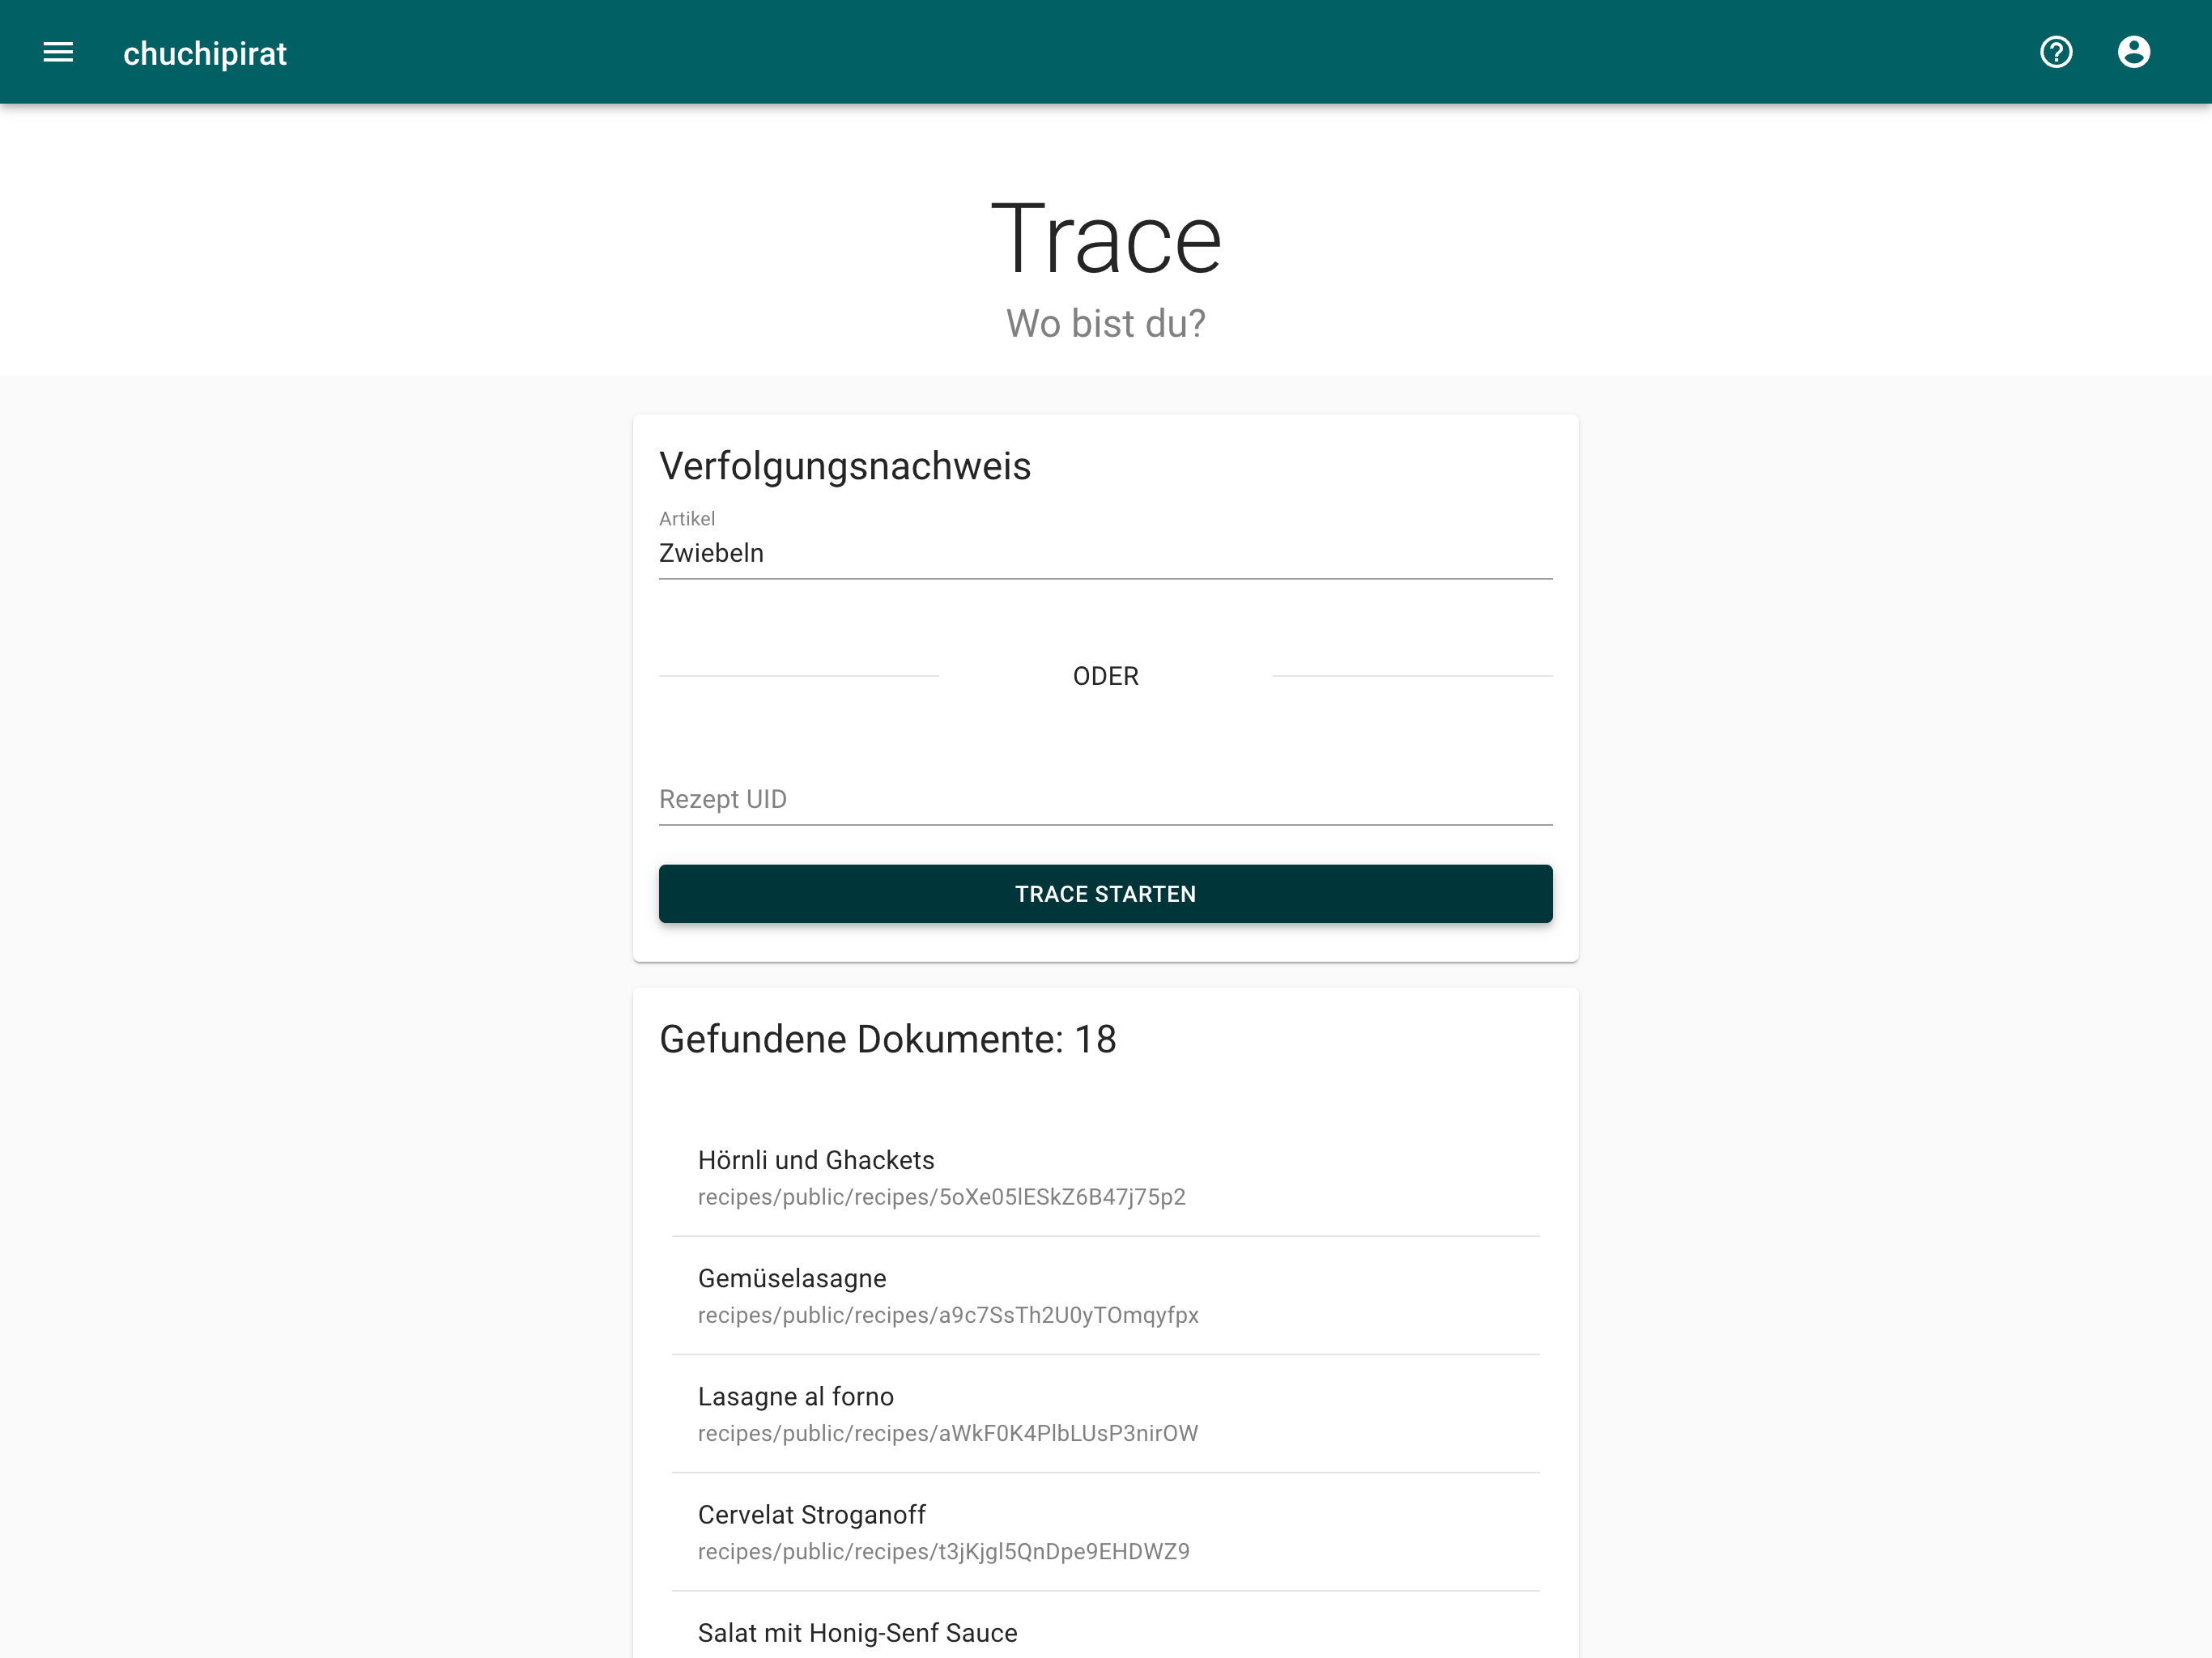 chuchipirat
Trace
Wo bist du?
Verfolgungsnachweis
Artikel
Zwiebeln
ODER
Rezept UID
TRACE STARTEN
Gefundene Dokumente: 18
Hörnli und Ghackets
recipes/public/recipes/5oXe05lESkZ6B47j75p2
Gemüselasagne
recipes/public/recipes/a9c7SsTh2U0yTOmqyfpx
Lasagne al forno
recipes/public/recipes/aWkF0K4PlbLUsP3nirOW
Cervelat Stroganoff
recipes/public/recipes/t3jKjgl5QnDpe9EHDWZ9
Salat mit Honig-Senf Sauce